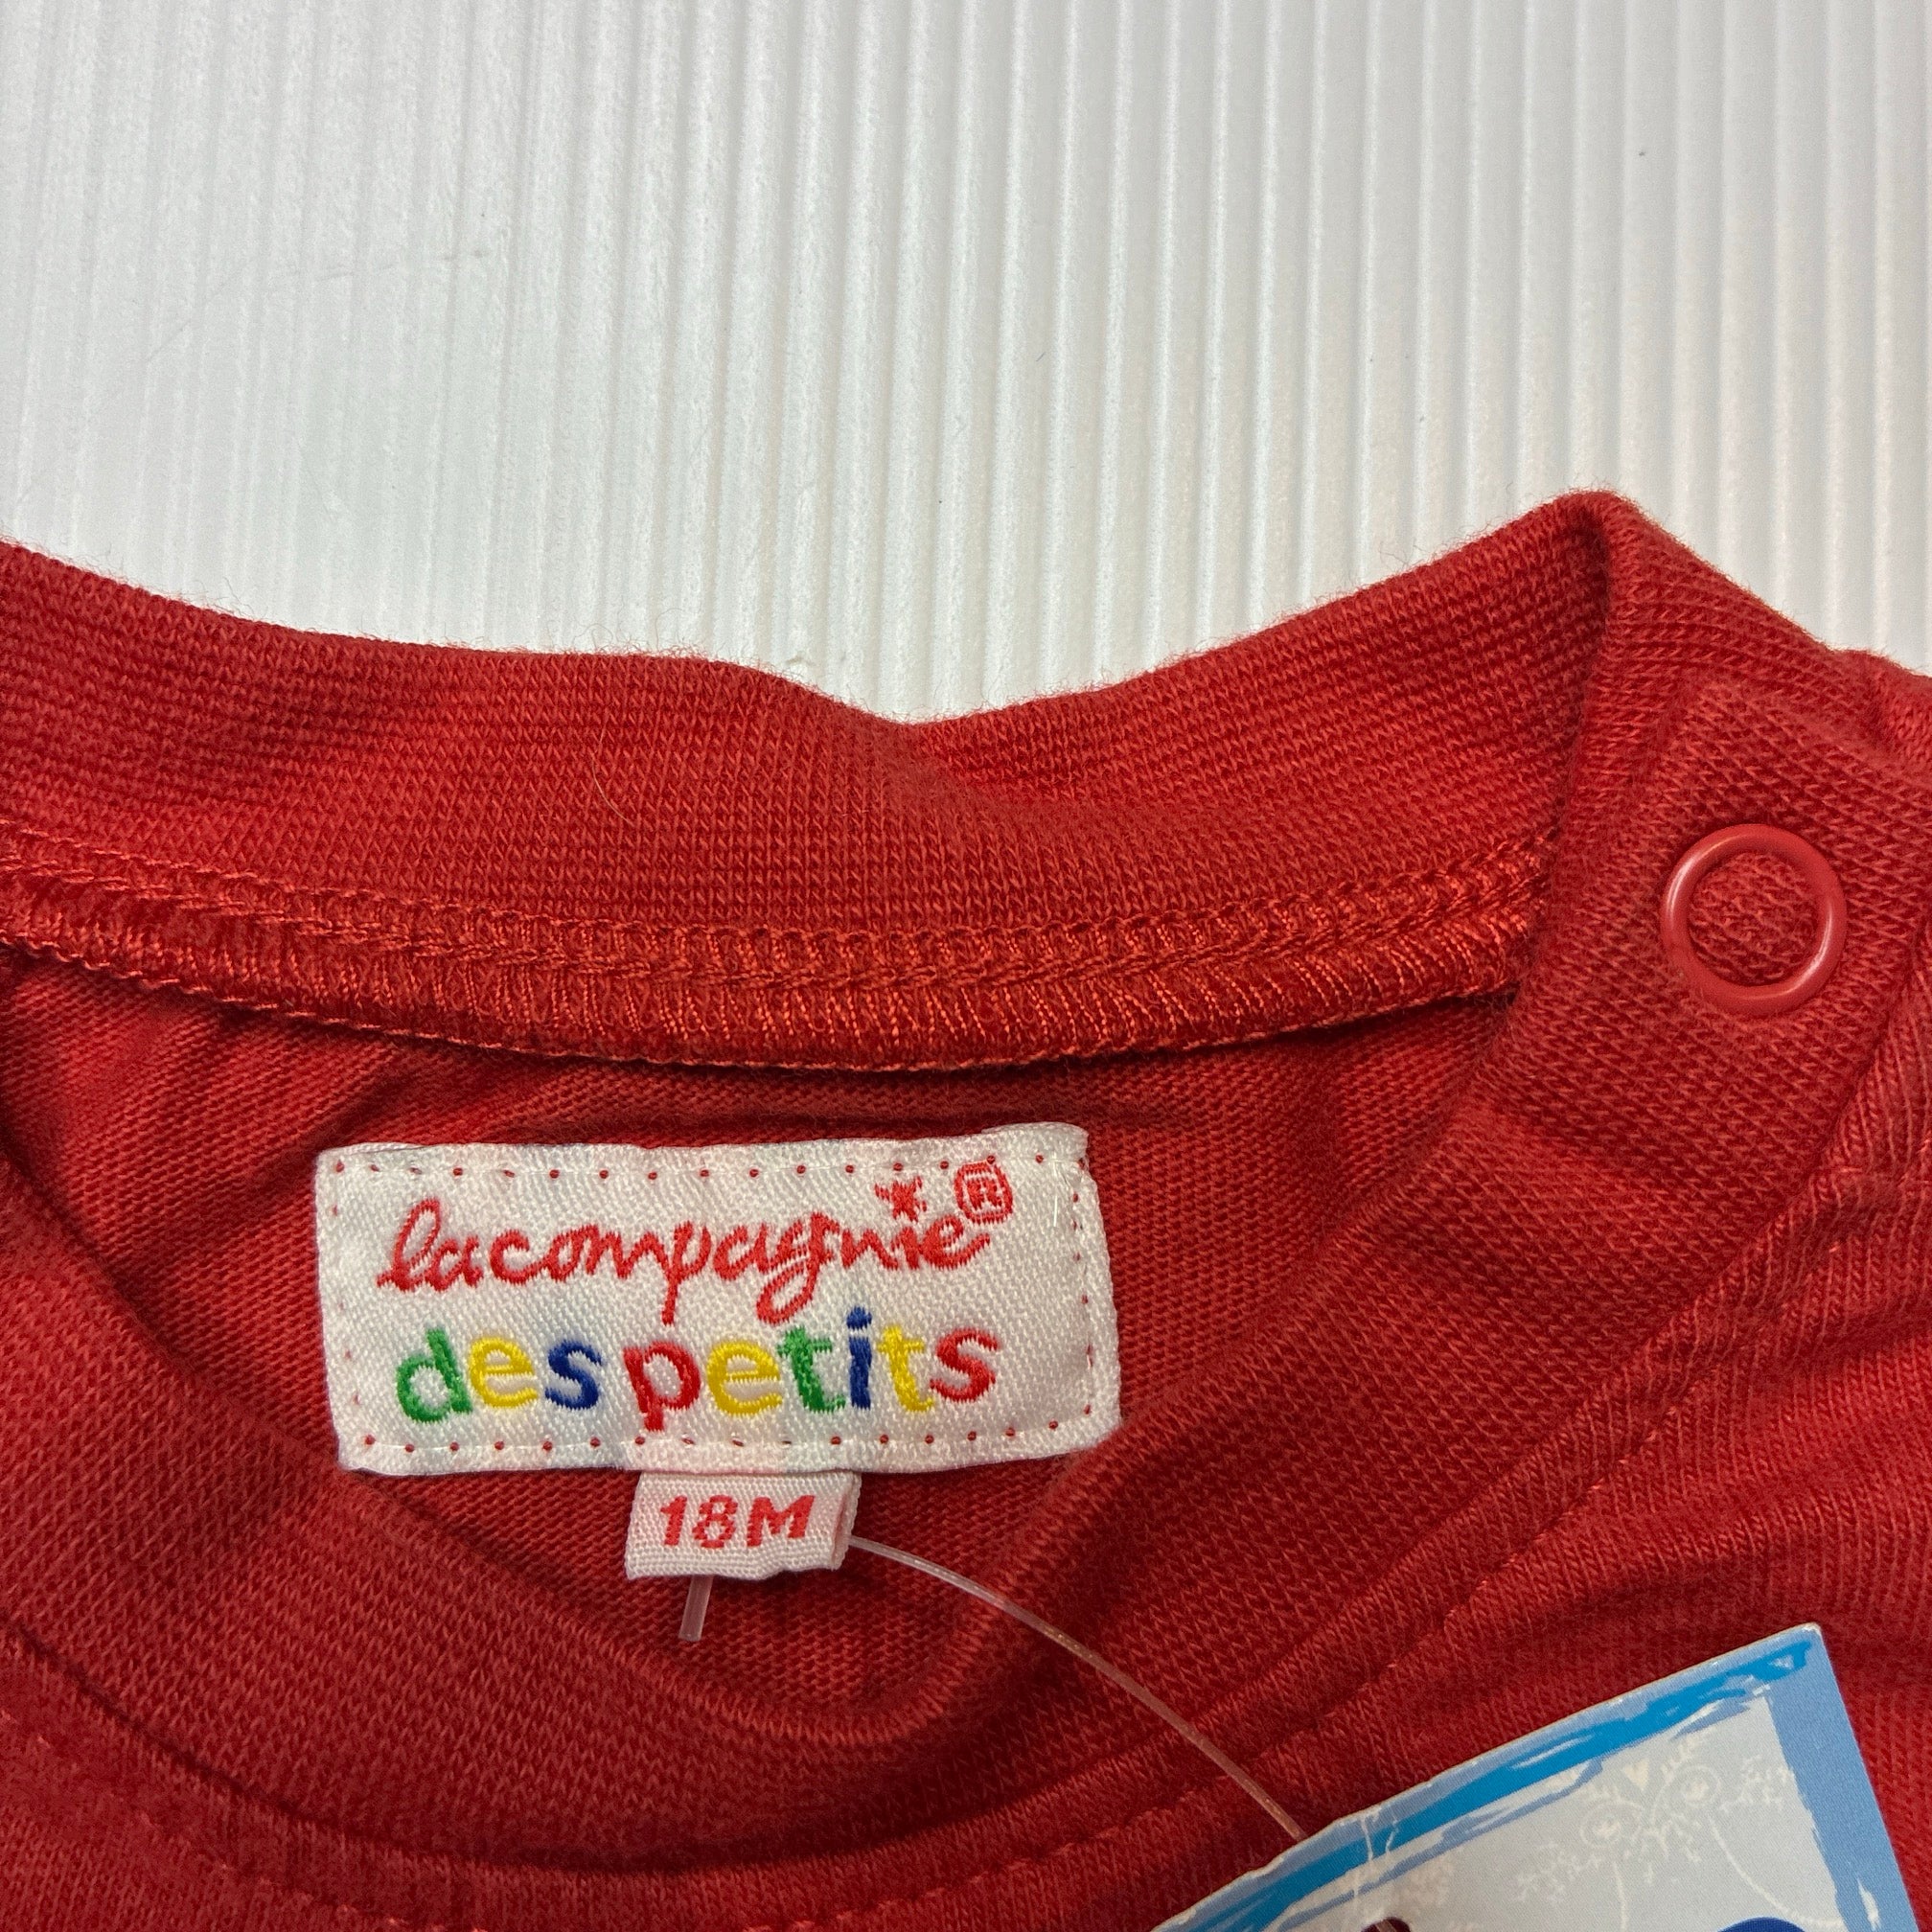 lacompagnie®
des petits
18M